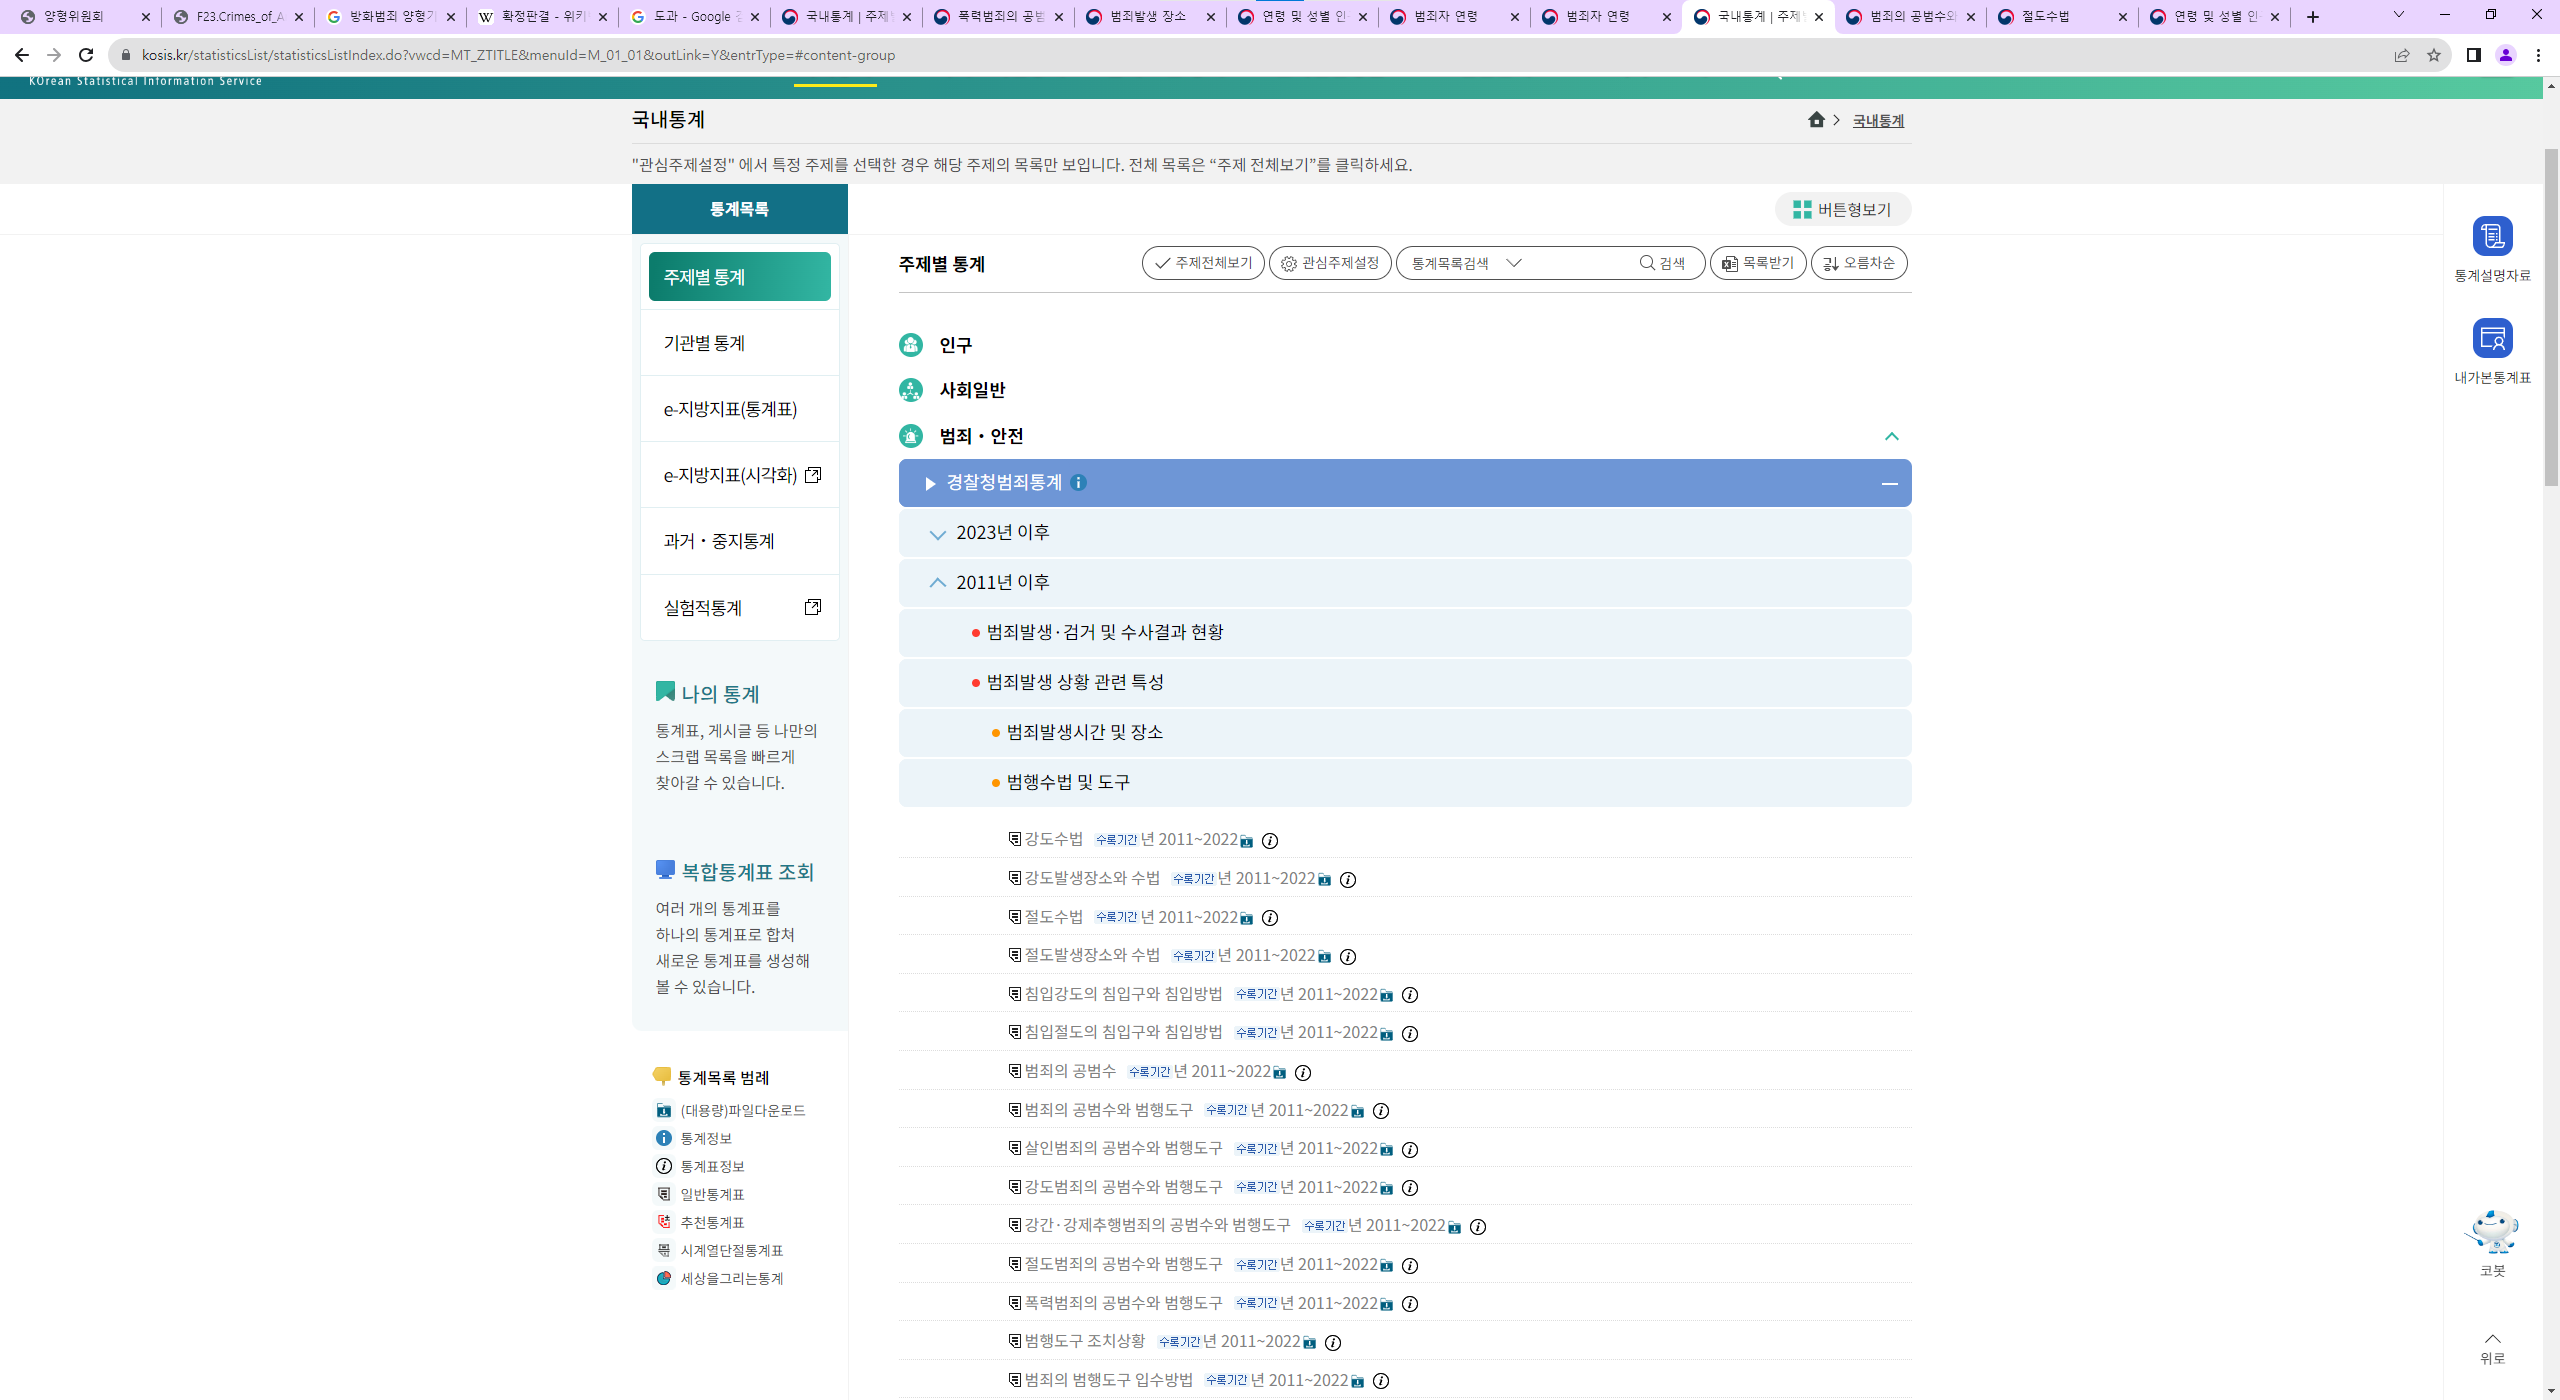 양형위원회
F23.Crimes_of_A
방화범죄 양형기
확정판결 - 위키
도과 - Google
국내통계 | 주제
폭력범죄의 공범
범죄발생 장소
연령 및 성별 인
범죄자 연령
범죄자 연령
국내통계 | 주제
범죄의 공범수와
절도수법
연령 및 성별 인
kosis.kr/statisticsList/statisticsListIndex.do?vwcd=MT_ZTITLE&menuId=M_01_01&outLink=Y&entrType=#content-group
KOrean Statistical Information Service
국내통계
국내통계
"관심주제설정" 에서 특정 주제를 선택한 경우 해당 주제의 목록만 보입니다. 전체 목록은 “주제 전체보기”를 클릭하세요.
통계목록
버튼형보기
주제별 통계
기관별 통계
e-지방지표(통계표)
e-지방지표(시각화)
과거・중지통계
실험적통계
나의 통계
통계표, 게시글 등 나만의
스크랩 목록을 빠르게
찾아갈 수 있습니다.
복합통계표 조회
여러 개의 통계표를
하나의 통계표로 합쳐
새로운 통계표를 생성해
볼 수 있습니다.
통계목록 범례
(대용량)파일다운로드
통계정보
통계표정보
일반통계표
추천통계표
시계열단절통계표
세상을그리는통계
주제별 통계
주제전체보기
관심주제설정
통계목록검색
검색
목록받기
오름차순
인구
사회일반
범죄・안전
경찰청범죄통계
2023년 이후
2011년 이후
범죄발생·검거 및 수사결과 현황
범죄발생 상황 관련 특성
범죄발생시간 및 장소
범행수법 및 도구
강도수법 수록기간 년 2011~2022
강도발생장소와 수법 수록기간 년 2011~2022
절도수법 수록기간 년 2011~2022
절도발생장소와 수법 수록기간 년 2011~2022
침입강도의 침입구와 침입방법 수록기간 년 2011~2022
침입절도의 침입구와 침입방법 수록기간 년 2011~2022
범죄의 공범수 수록기간 년 2011~2022
범죄의 공범수와 범행도구 수록기간 년 2011~2022
살인범죄의 공범수와 범행도구 수록기간 년 2011~2022
강도범죄의 공범수와 범행도구 수록기간 년 2011~2022
강간·강제추행범죄의 공범수와 범행도구 수록기간 년 2011~2022
절도범죄의 공범수와 범행도구 수록기간 년 2011~2022
폭력범죄의 공범수와 범행도구 수록기간 년 2011~2022
범행도구 조치상황 수록기간 년 2011~2022
범죄의 범행도구 입수방법 수록기간 년 2011~2022
통계설명자료
내가본통계표
코봇
위로